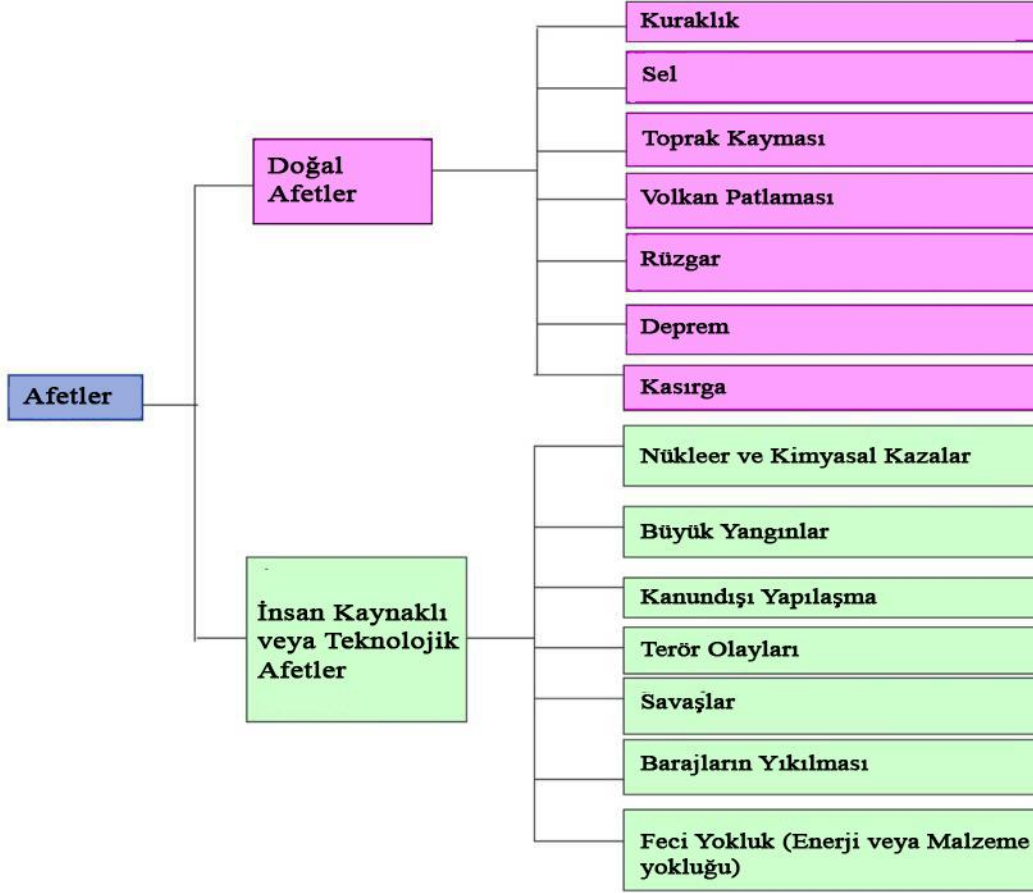 Afetler
Doğal
Afetler
Kuraklık
Sel
Toprak Kayması
Volkan Patlaması
Rüzgar
Deprem
Kasırga
İnsan Kaynaklı
veya Teknolojik
Afetler
Nükleer ve Kimyasal Kazalar
Büyük Yangınlar
Kanundışı Yapılaşma
Terör Olayları
Savaşlar
Barajların Yıkılması
Feci Yokluk (Enerji veya Malzeme
yokluğu)